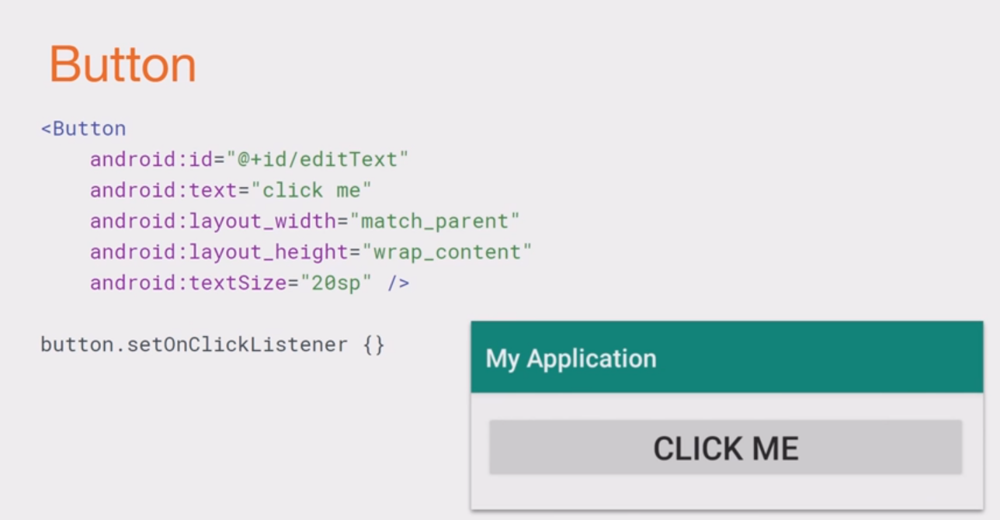 Button
<Button
android:id="@+id/editText"
android:text="click me"
android:layout_width="match_parent"
android:layout_height="wrap_content"
android:textSize="20sp" />
button.setOnClickListener {}
My Application
CLICK ME